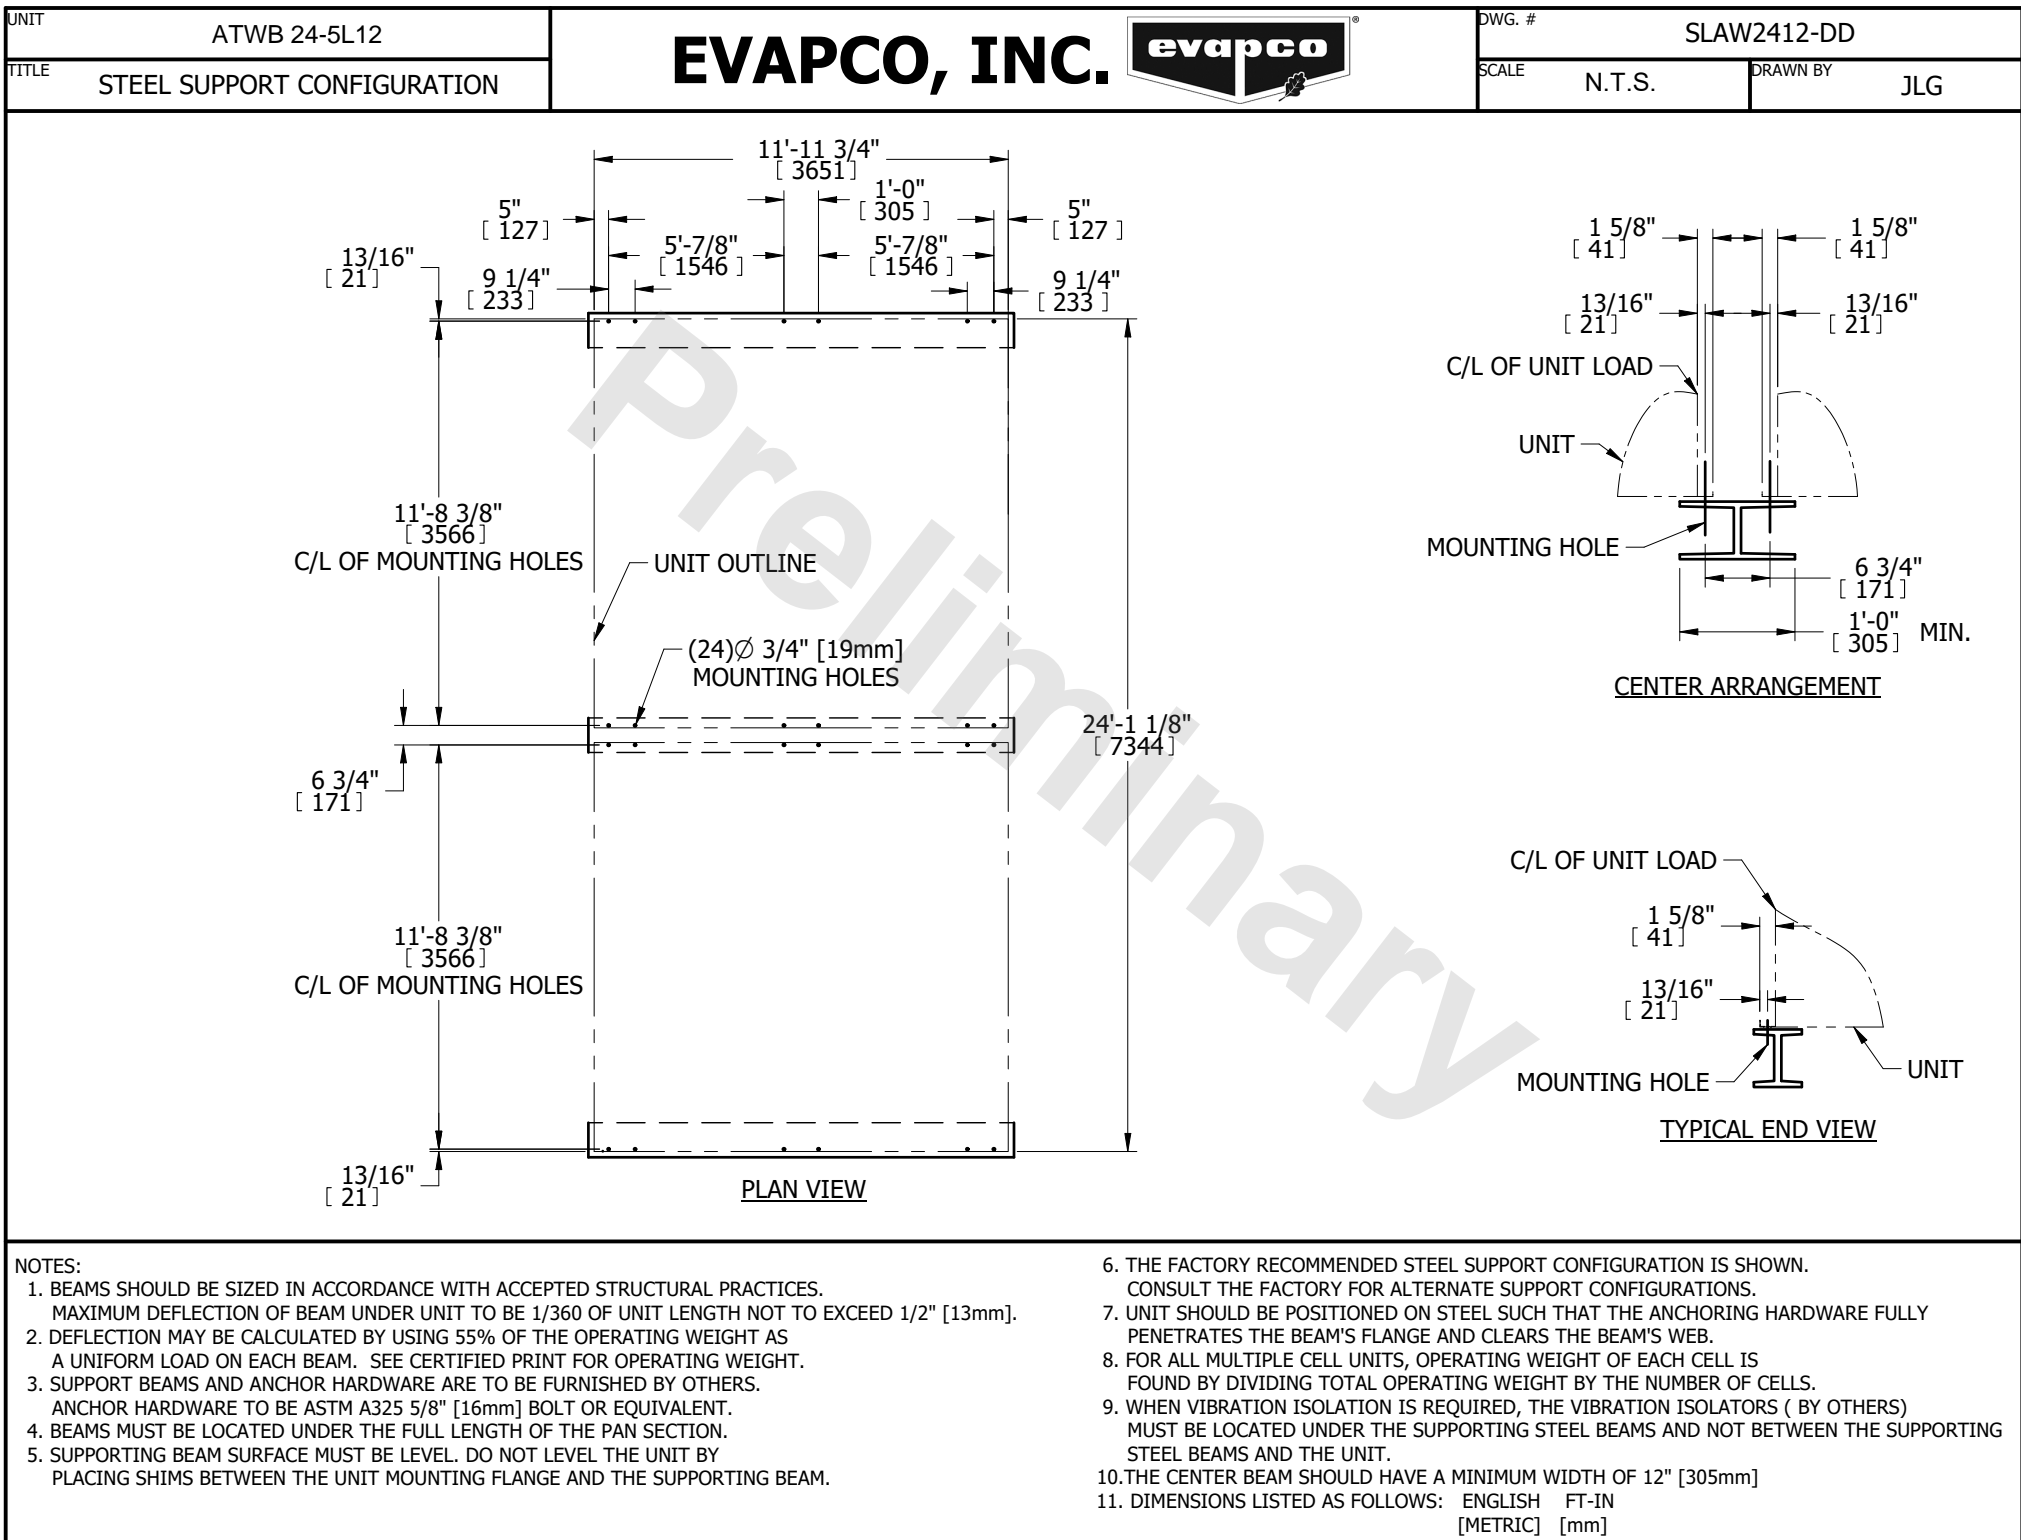 UNIT
ATWB 24-5L12
TITLE
STEEL SUPPORT CONFIGURATION
EVAPCO, INC.
evapco
®
DWG. #
SLAW2412-DD
SCALE
N.T.S.
DRAWN BY
JLG
11'-11 3/4"
[ 3651 ]
1'-0"
[ 305 ]
5"
[ 127 ]
5"
[ 127 ]
5'-7/8"
[ 1546 ]
5'-7/8"
[ 1546 ]
13/16"
[ 21 ]
9 1/4"
[ 233 ]
9 1/4"
[ 233 ]
11'-8 3/8"
[ 3566 ]
C/L OF MOUNTING HOLES
UNIT OUTLINE
(24)Ø 3/4" [19mm]
MOUNTING HOLES
24'-1 1/8"
[ 7344 ]
6 3/4"
[ 171 ]
11'-8 3/8"
[ 3566 ]
C/L OF MOUNTING HOLES
13/16"
[ 21 ]
PLAN VIEW
Preliminary
1 5/8"
[ 41 ]
1 5/8"
[ 41 ]
13/16"
[ 21 ]
13/16"
[ 21 ]
C/L OF UNIT LOAD
UNIT
MOUNTING HOLE
6 3/4"
[ 171 ]
1'-0"
[ 305 ] MIN.
CENTER ARRANGEMENT
C/L OF UNIT LOAD
1 5/8"
[ 41 ]
13/16"
[ 21 ]
MOUNTING HOLE
UNIT
TYPICAL END VIEW
NOTES:
1. BEAMS SHOULD BE SIZED IN ACCORDANCE WITH ACCEPTED STRUCTURAL PRACTICES.
MAXIMUM DEFLECTION OF BEAM UNDER UNIT TO BE 1/360 OF UNIT LENGTH NOT TO EXCEED 1/2" [13mm].
2. DEFLECTION MAY BE CALCULATED BY USING 55% OF THE OPERATING WEIGHT AS
A UNIFORM LOAD ON EACH BEAM. SEE CERTIFIED PRINT FOR OPERATING WEIGHT.
3. SUPPORT BEAMS AND ANCHOR HARDWARE ARE TO BE FURNISHED BY OTHERS.
ANCHOR HARDWARE TO BE ASTM A325 5/8" [16mm] BOLT OR EQUIVALENT.
4. BEAMS MUST BE LOCATED UNDER THE FULL LENGTH OF THE PAN SECTION.
5. SUPPORTING BEAM SURFACE MUST BE LEVEL. DO NOT LEVEL THE UNIT BY
PLACING SHIMS BETWEEN THE UNIT MOUNTING FLANGE AND THE SUPPORTING BEAM.
6. THE FACTORY RECOMMENDED STEEL SUPPORT CONFIGURATION IS SHOWN.
CONSULT THE FACTORY FOR ALTERNATE SUPPORT CONFIGURATIONS.
7. UNIT SHOULD BE POSITIONED ON STEEL SUCH THAT THE ANCHORING HARDWARE FULLY
PENETRATES THE BEAM'S FLANGE AND CLEARS THE BEAM'S WEB.
8. FOR ALL MULTIPLE CELL UNITS, OPERATING WEIGHT OF EACH CELL IS
FOUND BY DIVIDING TOTAL OPERATING WEIGHT BY THE NUMBER OF CELLS.
9. WHEN VIBRATION ISOLATION IS REQUIRED, THE VIBRATION ISOLATORS ( BY OTHERS)
MUST BE LOCATED UNDER THE SUPPORTING STEEL BEAMS AND NOT BETWEEN THE SUPPORTING
STEEL BEAMS AND THE UNIT.
10.THE CENTER BEAM SHOULD HAVE A MINIMUM WIDTH OF 12" [305mm]
11. DIMENSIONS LISTED AS FOLLOWS: ENGLISH FT-IN
[METRIC] [mm]